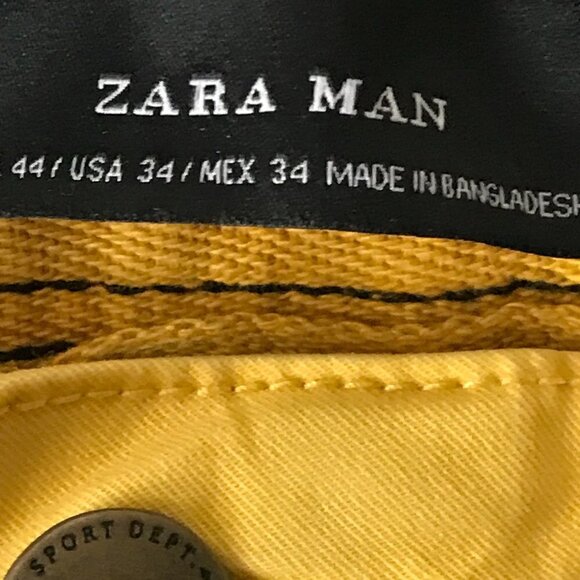 ZARA MAN
44 / USA 34 / MEX 34 MADE IN BANGLADESH
SPORT DEPT.